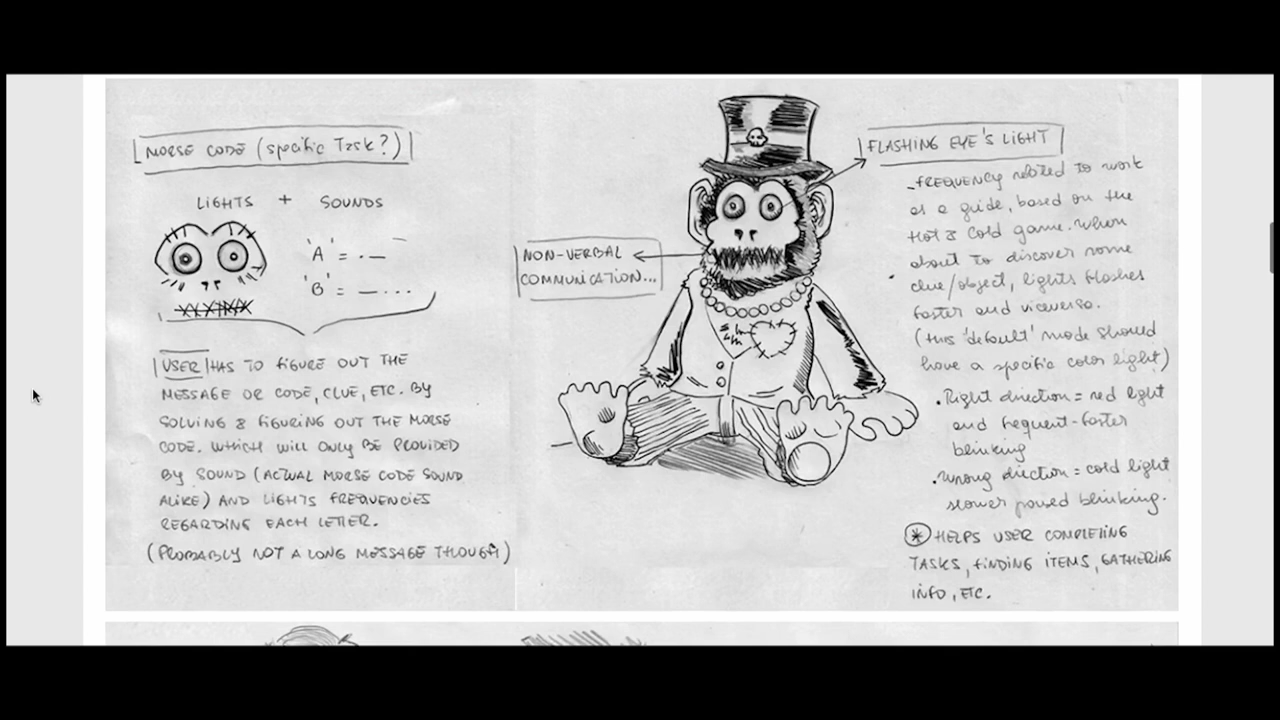 MORSE CODE (specific Task?)
LIGHTS + SOUNDS
'A' = . —
'B' = — ...
USER HAS TO FIGURE OUT THE
MESSAGE OR CODE, CLUE, ETC. BY
SOLVING & FIGURING OUT THE MORSE
CODE. WHICH WILL ONLY BE PROVIDED
BY SOUND (ACTUAL MORSE CODE SOUND
ALIKE) AND LIGHTS FREQUENCIES
REGARDING EACH LETTER.
(PROBABLY NOT A LONG MESSAGE THOUGH)
NON-VERBAL
COMMUNICATION...
FLASHING EYE'S LIGHT
- FREQUENCY related to work
as a guide, based on the
Hot & Cold game. When
about to discover some
clue/object, lights flashes
faster and viceversa.
(this 'default' mode should
have a specific color light)
• Right direction = red light
and frequent-faster
blinking
• Wrong direction = cold light
slower paused blinking.
* HELPS USER COMPLETING
TASKS, FINDING ITEMS, GATHERING
INFO, ETC.